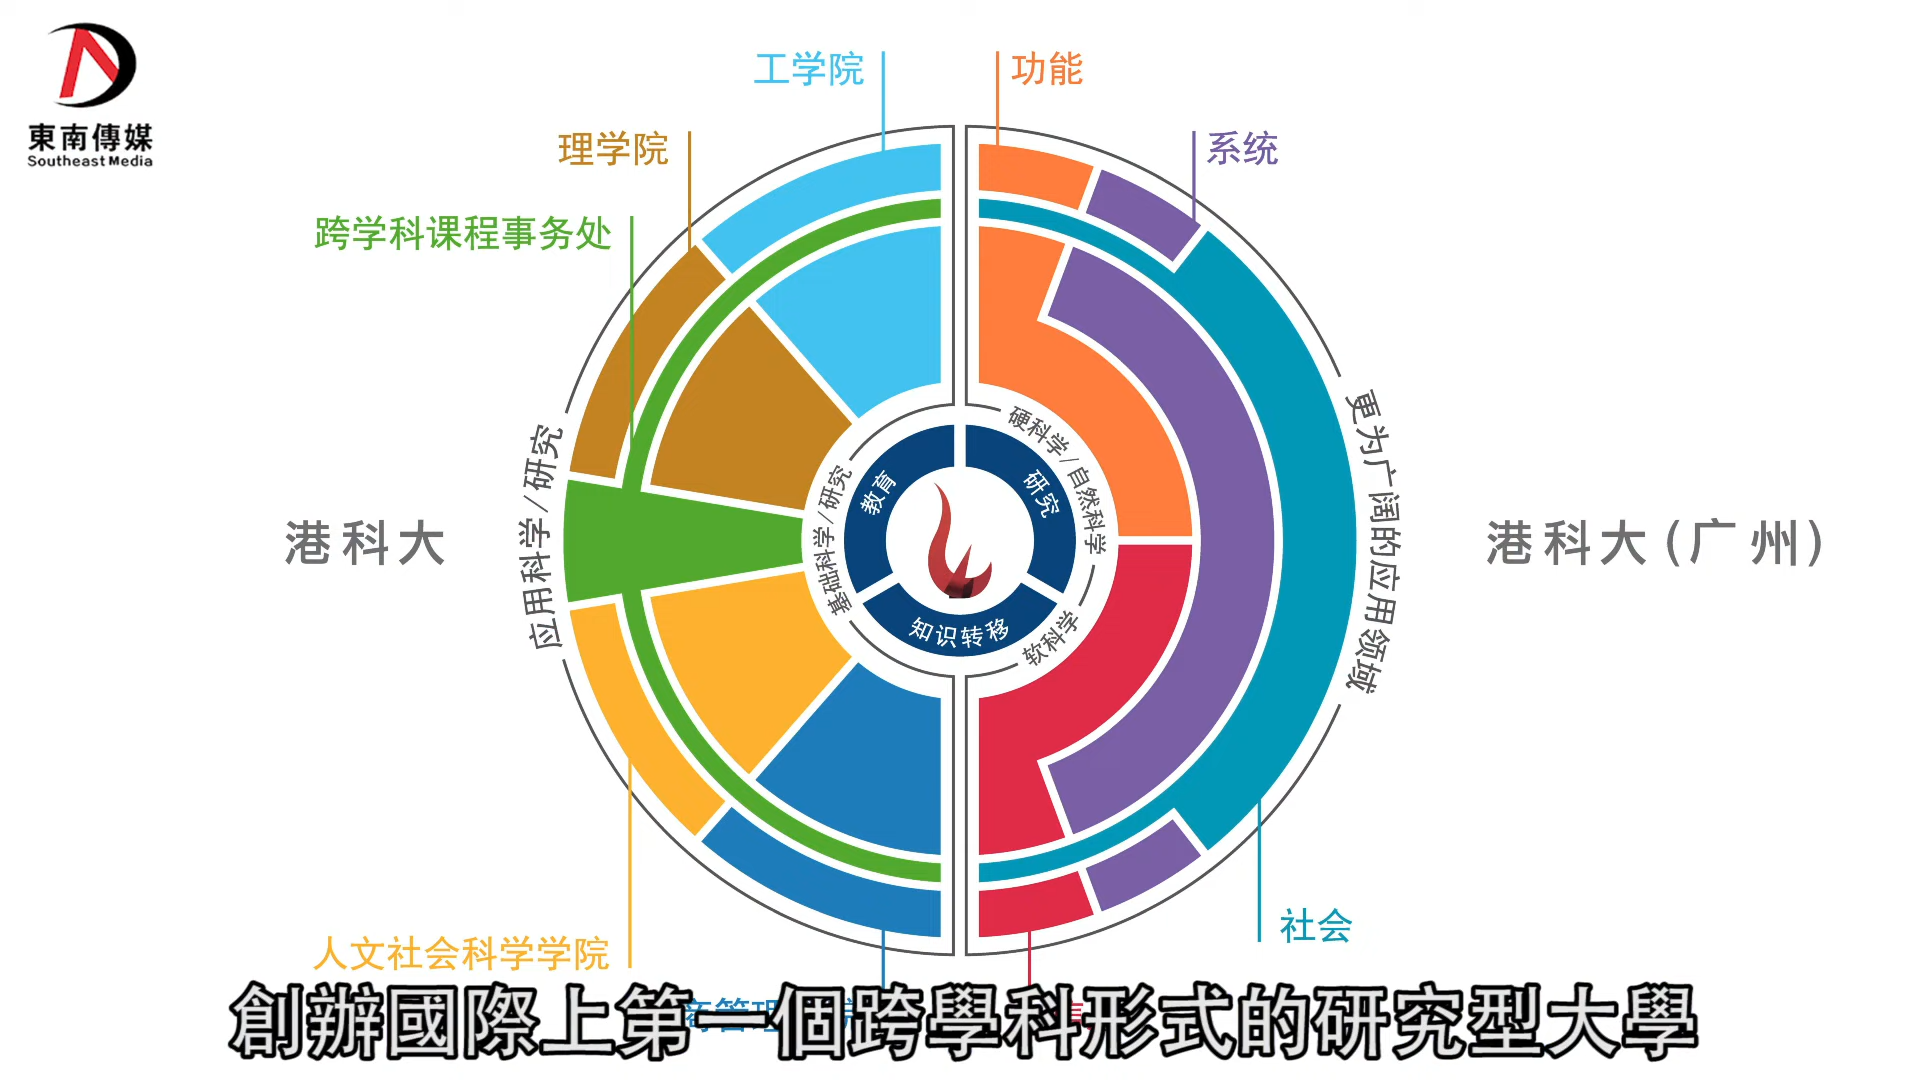 東南傳媒
Southeast Media
工学院
功能
理学院
系统
跨学科课程事务处
应用科学/研究
基础科学/研究
教育
研究
知识转移
硬科学/自然科学
软科学
更为广阔的应用领域
港科大
港科大(广州)
社会
人文社会科学学院
創辦國際上第一個跨學科形式的研究型大學